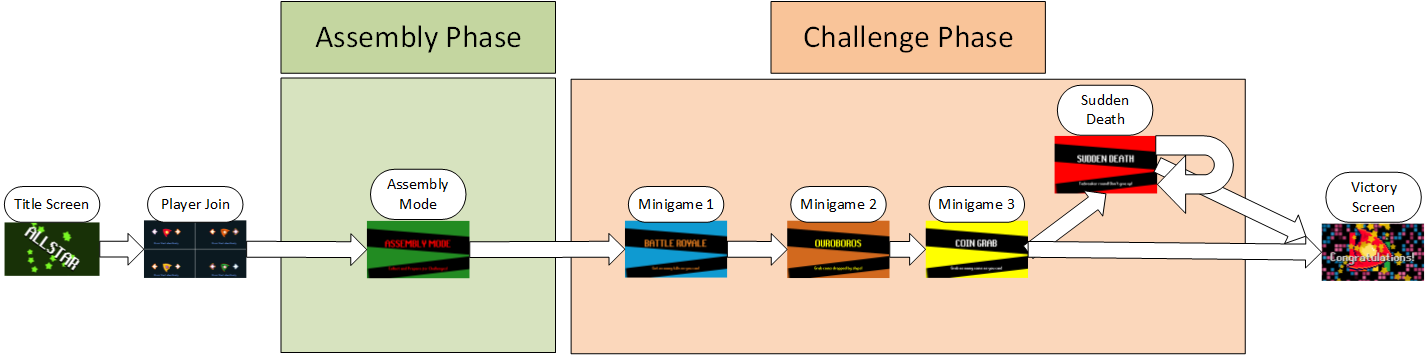 Assembly Phase
Challenge Phase
Sudden
Death
SUDDEN DEATH
Title Screen
Player Join
Assembly
Mode
Minigame 1
Minigame 2
Minigame 3
Victory
Screen
ALLSTAR
ASSEMBLY MODE
BATTLE ROYALE
OUROBOROS
COIN GRAB
Congratulations!